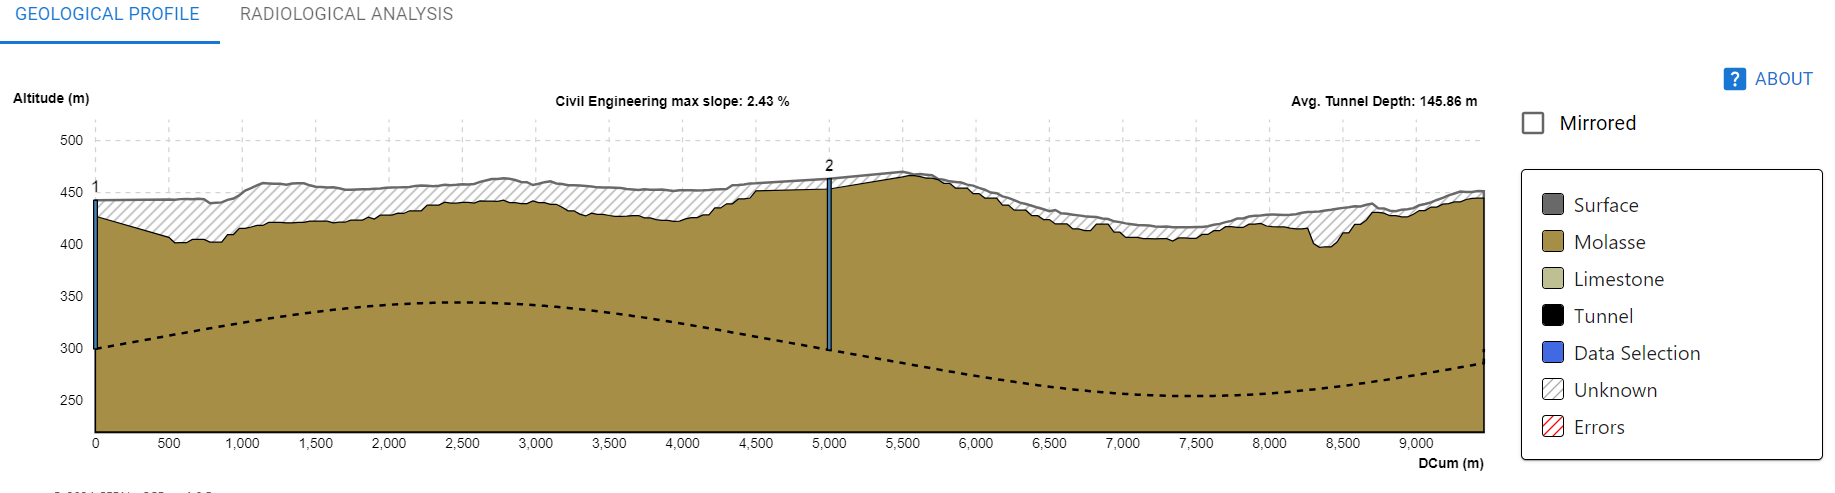 GEOLOGICAL PROFILE RADIOLOGICAL ANALYSIS
? ABOUT
Altitude (m) Civil Engineering max slope: 2.43 % Avg. Tunnel Depth: 145.86 m
Mirrored
500
450
400
350
300
250
1
2
0 500 1,000 1,500 2,000 2,500 3,000 3,500 4,000 4,500 5,000 5,500 6,000 6,500 7,000 7,500 8,000 8,500 9,000
DCum (m)
Surface
Molasse
Limestone
Tunnel
Data Selection
Unknown
Errors